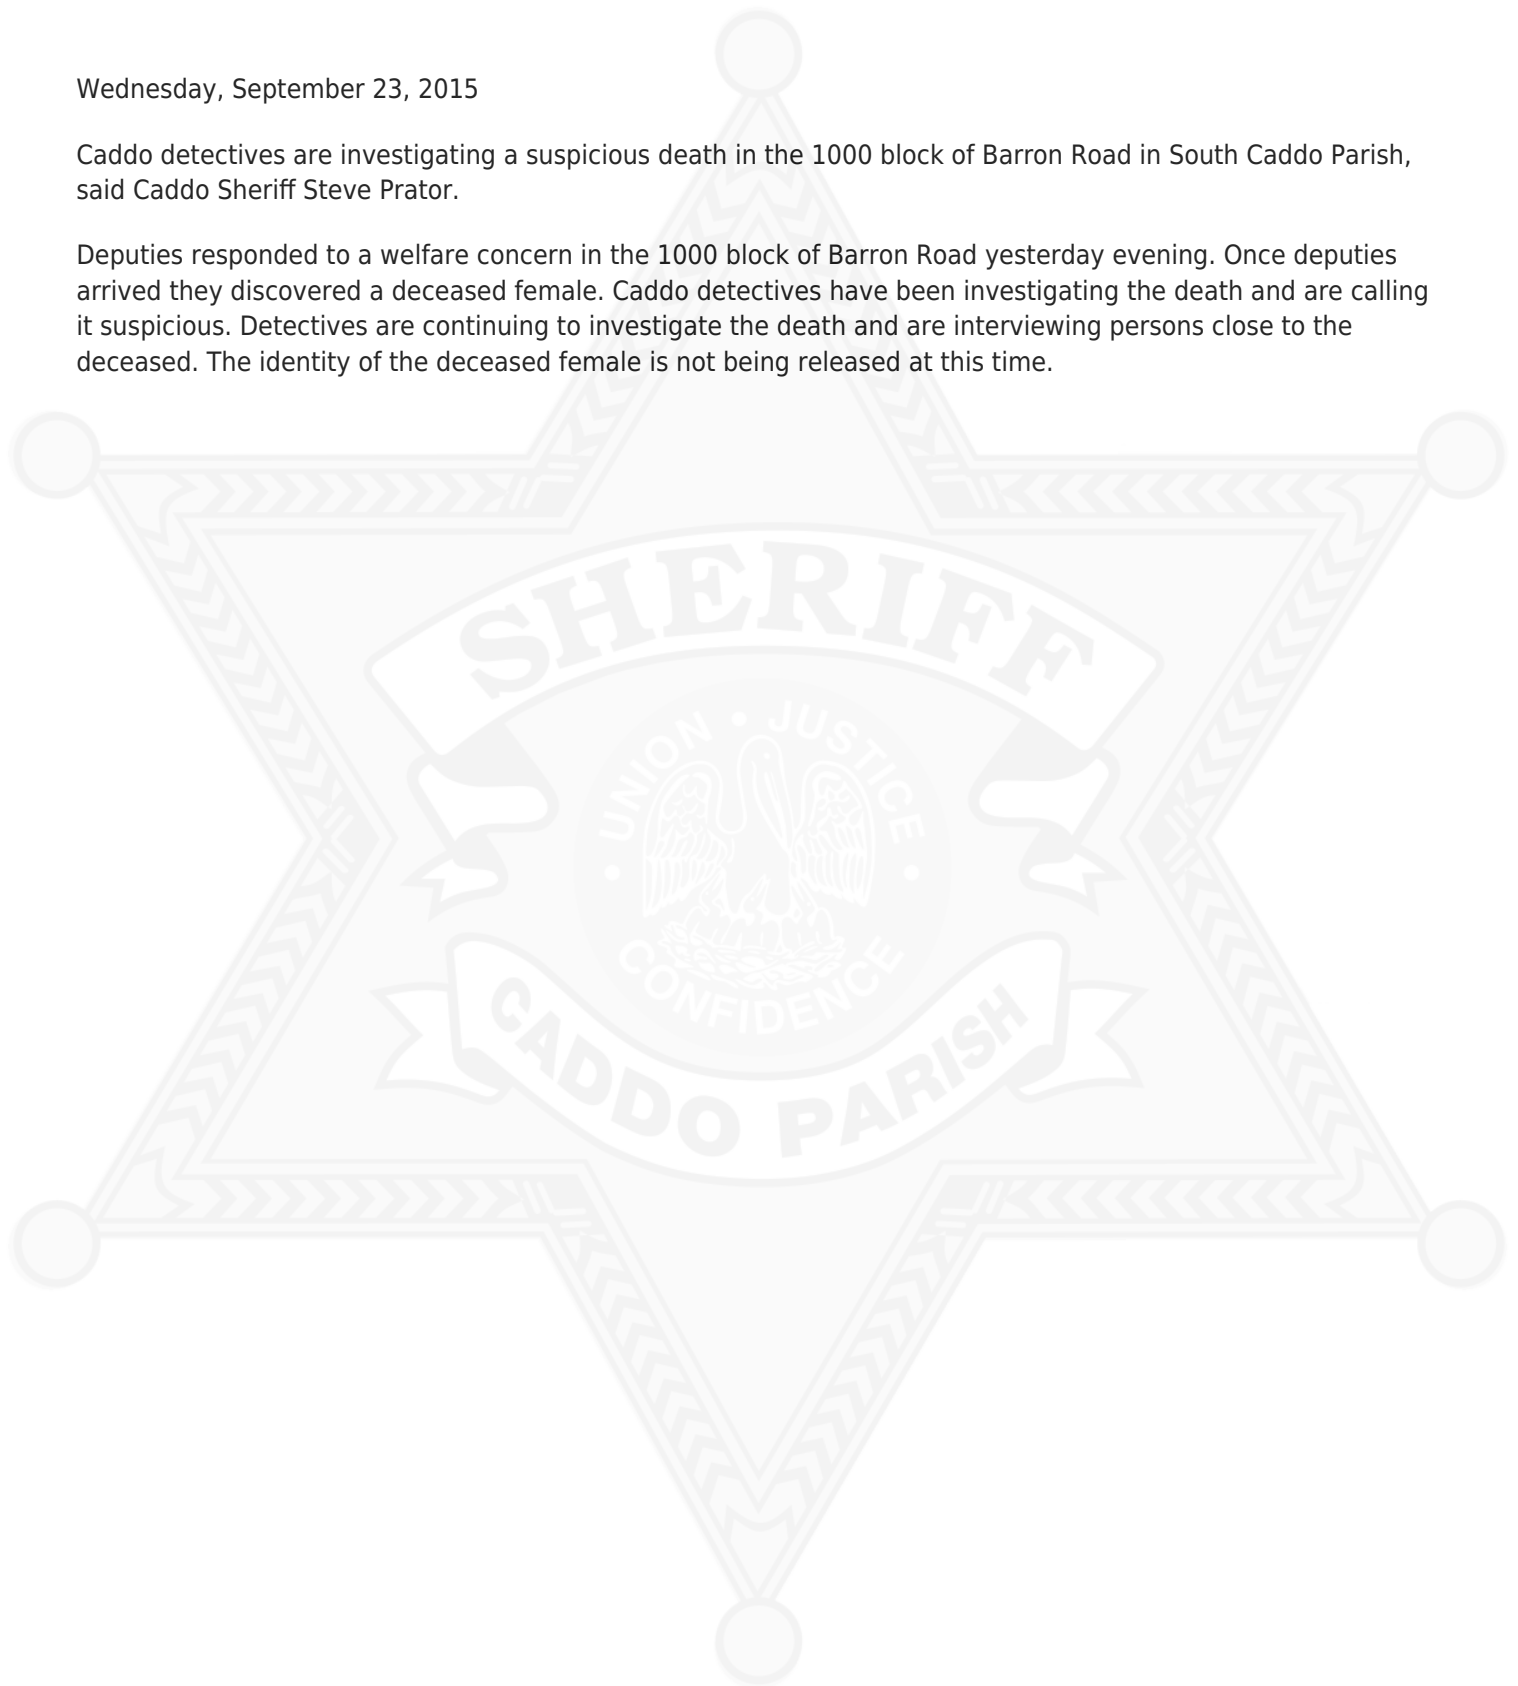 Wednesday, September 23, 2015
Caddo detectives are investigating a suspicious death in the 1000 block of Barron Road in South Caddo Parish,
said Caddo Sheriff Steve Prator.
Deputies responded to a welfare concern in the 1000 block of Barron Road yesterday evening. Once deputies
arrived they discovered a deceased female. Caddo detectives have been investigating the death and are calling
it suspicious. Detectives are continuing to investigate the death and are interviewing persons close to the
deceased. The identity of the deceased female is not being released at this time.
SHERIFF
UNION • JUSTICE
• CONFIDENCE •
CADDO PARISH